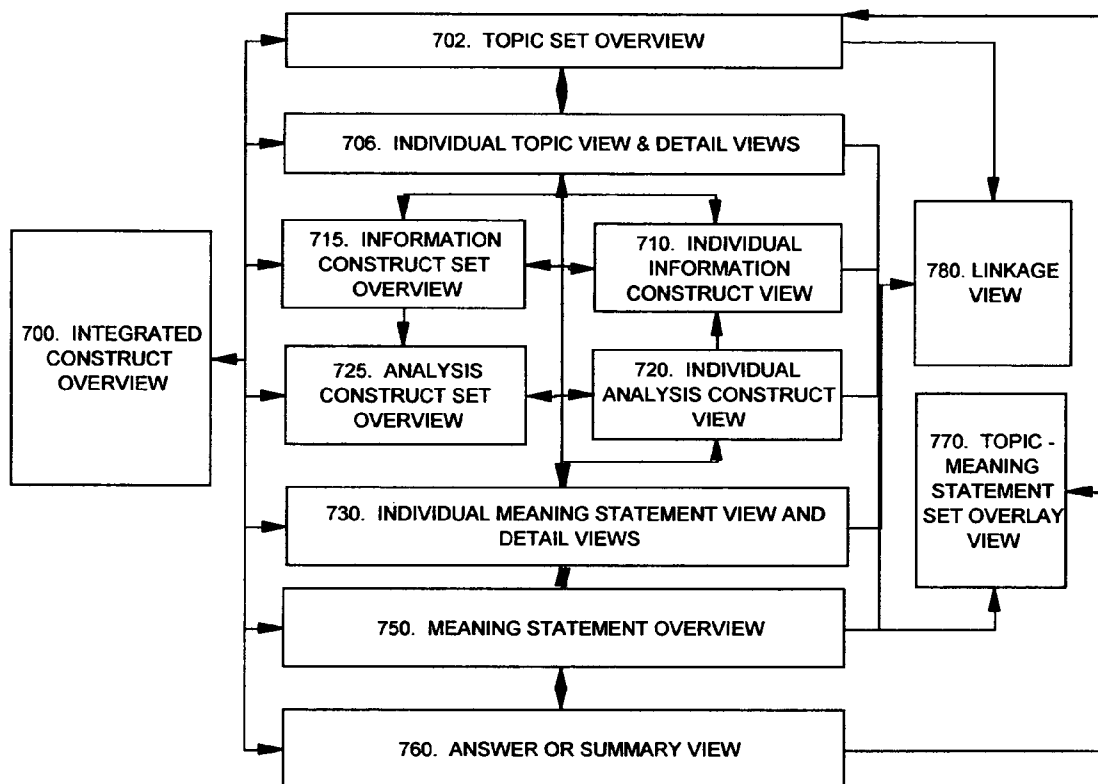 702. TOPIC SET OVERVIEW
706. INDIVIDUAL TOPIC VIEW & DETAIL VIEWS
715. INFORMATION
CONSTRUCT SET
OVERVIEW
710. INDIVIDUAL
INFORMATION
CONSTRUCT VIEW
780. LINKAGE
VIEW
700. INTEGRATED
CONSTRUCT
OVERVIEW
725. ANALYSIS
CONSTRUCT SET
OVERVIEW
720. INDIVIDUAL
ANALYSIS CONSTRUCT
VIEW
770. TOPIC -
MEANING
STATEMENT
SET OVERLAY
VIEW
730. INDIVIDUAL MEANING STATEMENT VIEW AND
DETAIL VIEWS
750. MEANING STATEMENT OVERVIEW
760. ANSWER OR SUMMARY VIEW